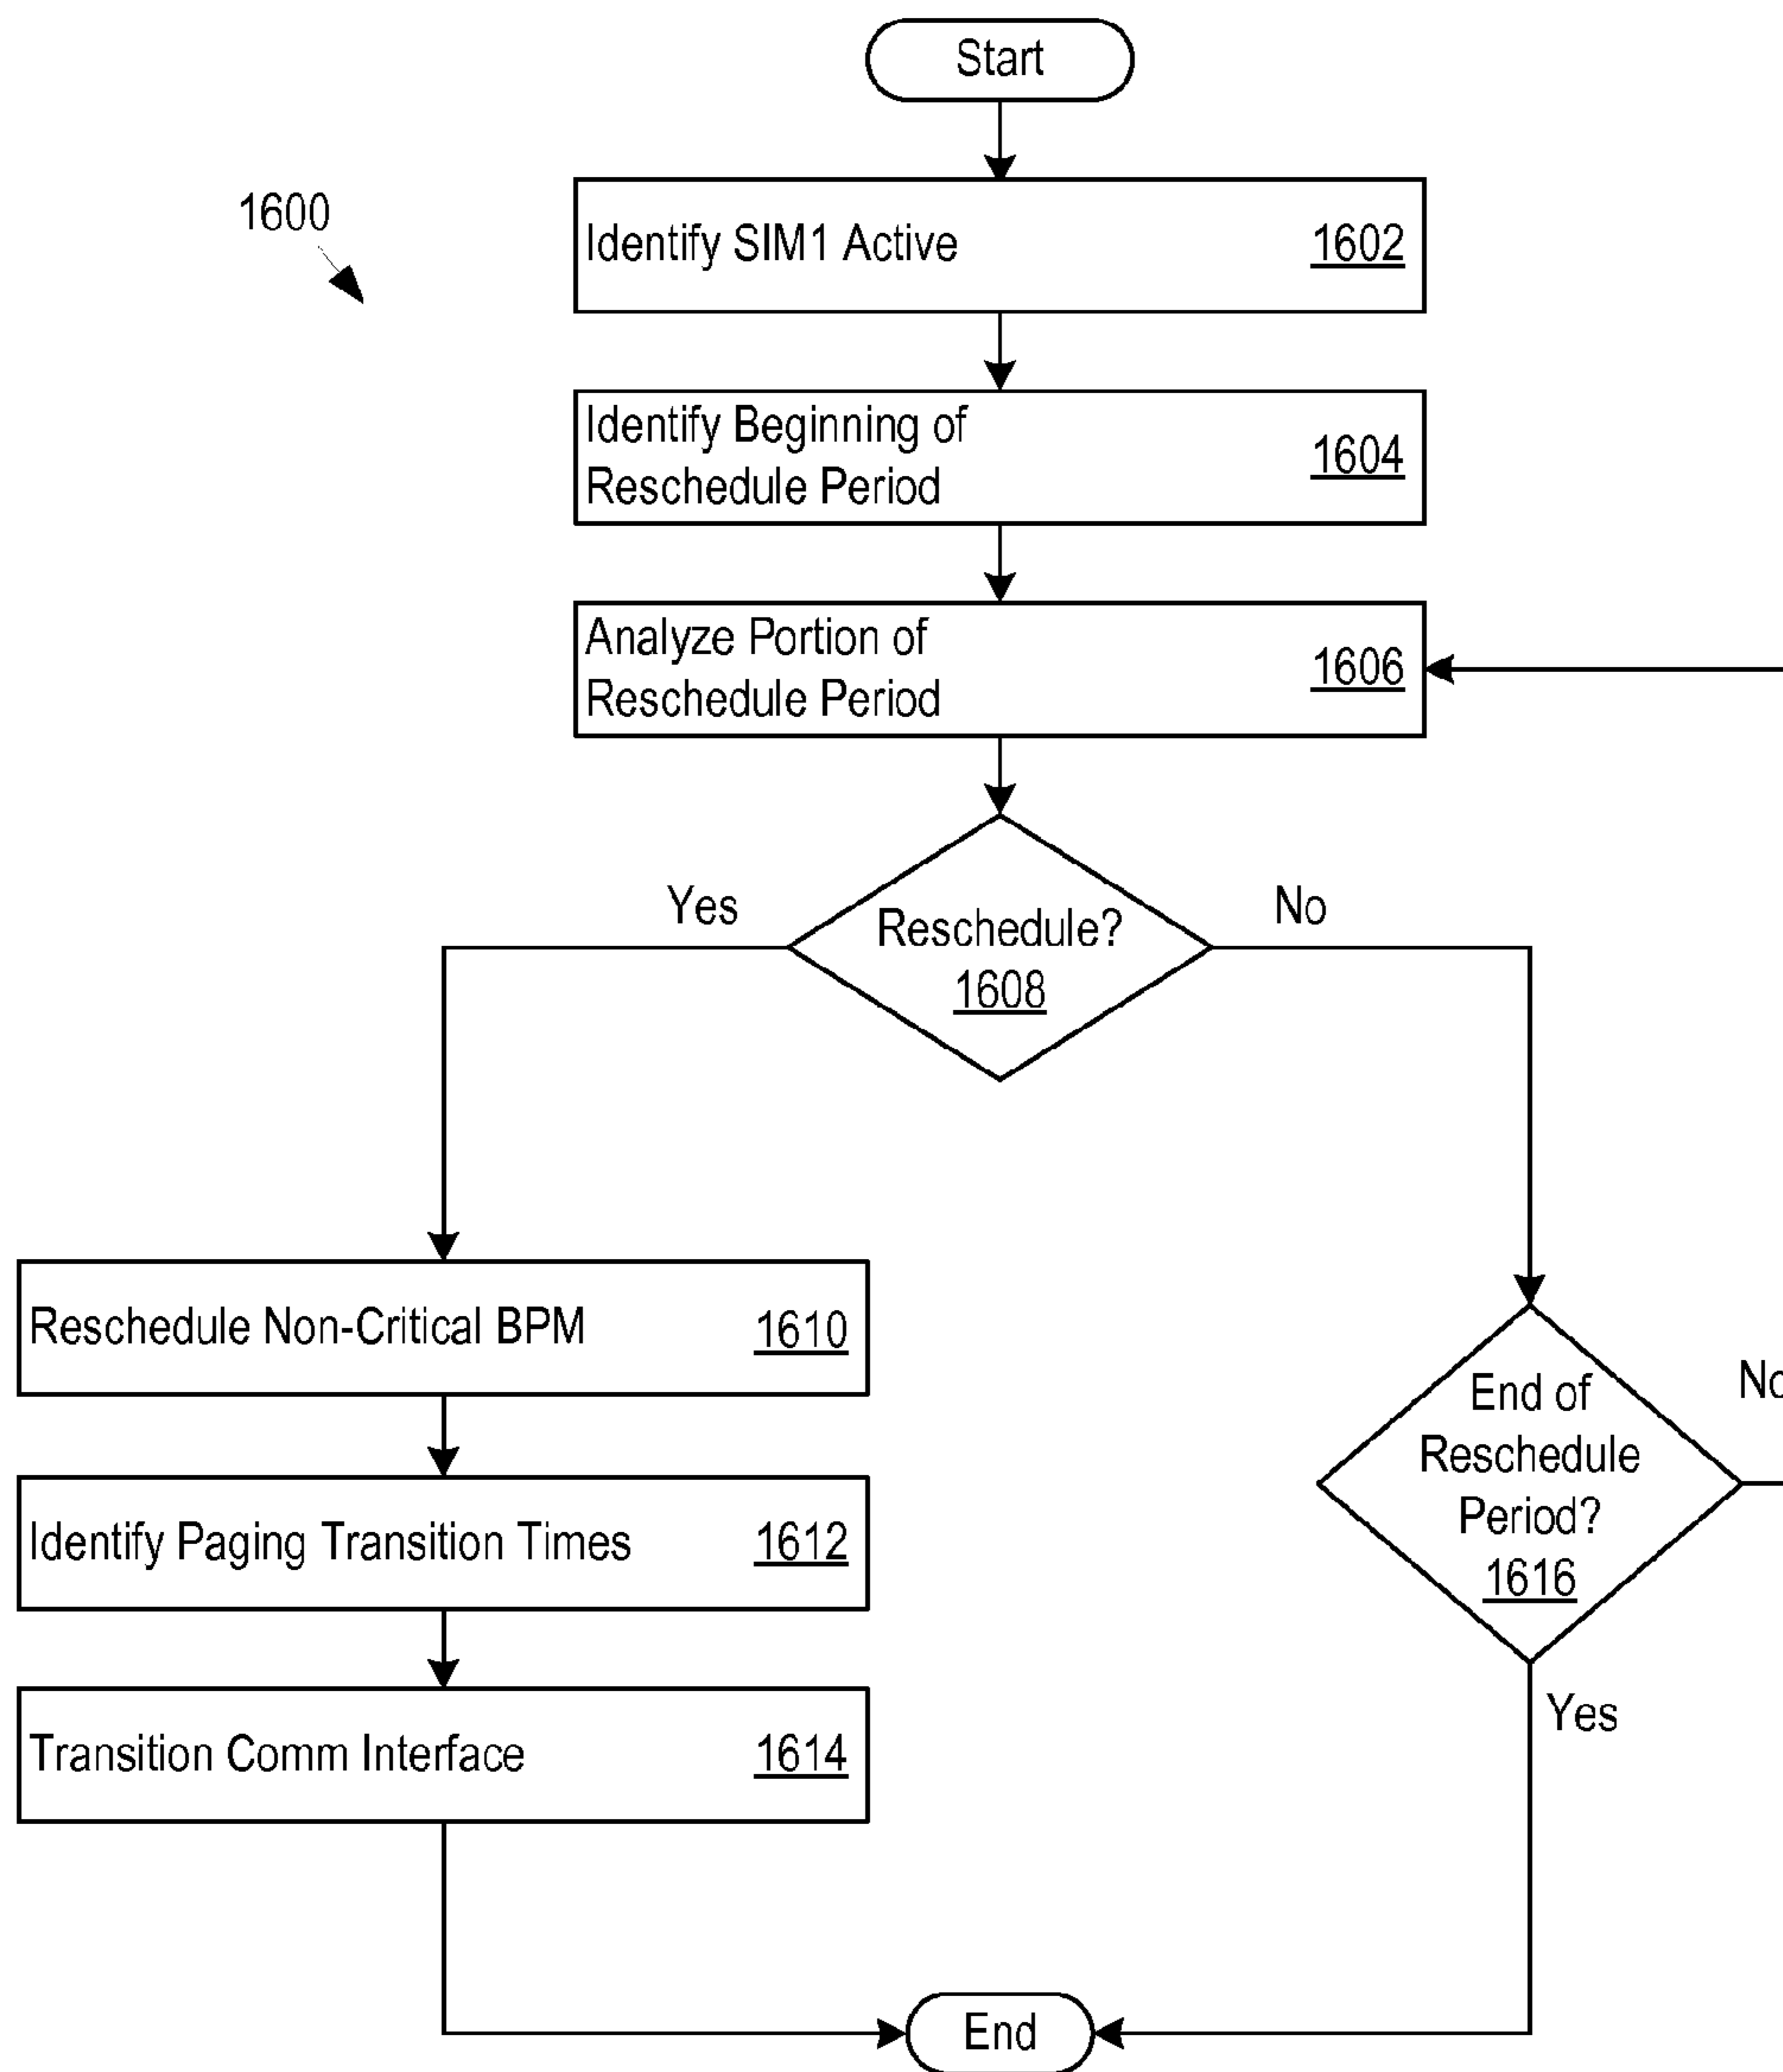 Start
1600
Identify SIM1 Active 1602
Identify Beginning of
Reschedule Period
1604
Analyze Portion of
Reschedule Period
1606
Yes
No
Reschedule?
1608
Reschedule Non-Critical BPM 1610
Identify Paging Transition Times 1612
Transition Comm Interface 1614
End of
Reschedule
Period?
1616
No
Yes
End